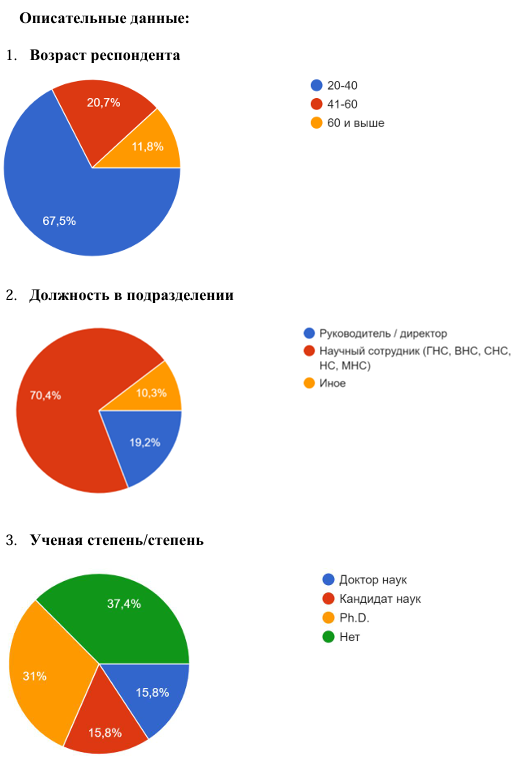 Описательные данные:
1. Возраст респондента
20-40
41-60
60 и выше
20,7%
11,8%
67,5%
2. Должность в подразделении
Руководитель / директор
Научный сотрудник (ГНС, ВНС, СНС,
НС, МНС)
Иное
70,4%
10,3%
19,2%
3. Ученая степень/степень
Доктор наук
Кандидат наук
Ph.D.
Нет
37,4%
31%
15,8%
15,8%